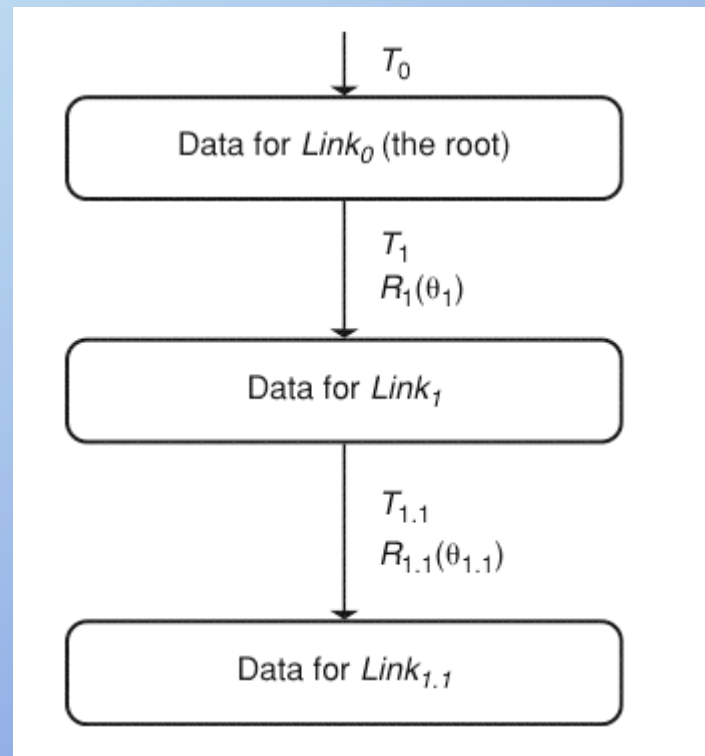 T₀
Data for Link₀ (the root)
T₁
R₁(θ₁)
Data for Link₁
T₁.₁
R₁.₁(θ₁.₁)
Data for Link₁.₁